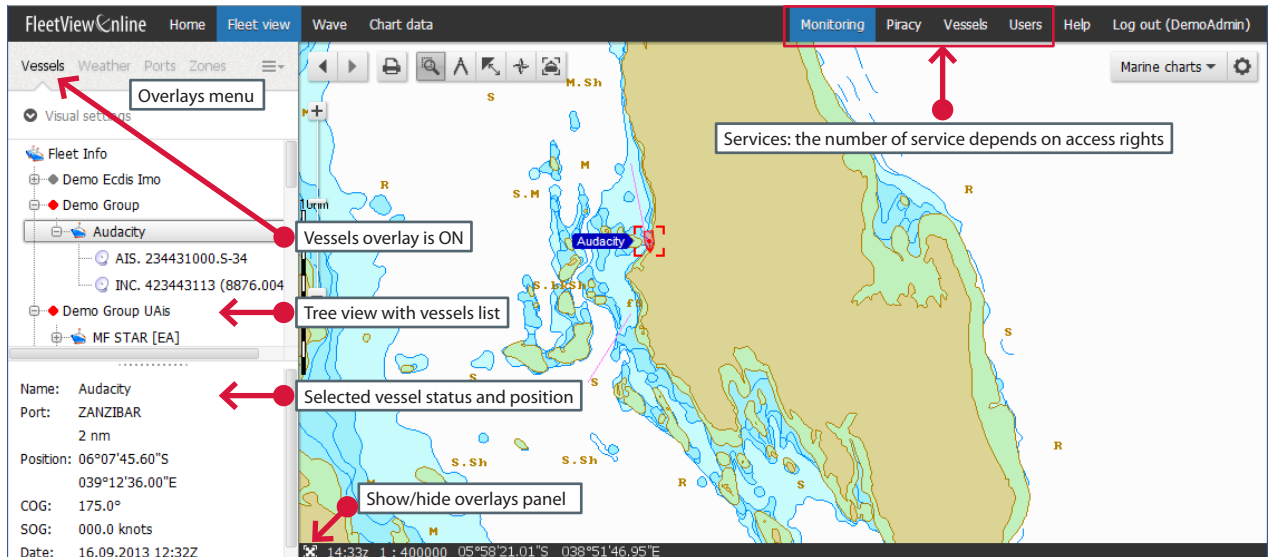 FleetView Online Home Fleet view Wave Chart data Monitoring Piracy Vessels Users Help Log out (DemoAdmin)
Vessels Weather Ports Zones
Marine charts
Overlays menu
Visual settings
Services: the number of service depends on access rights
Fleet Info
Demo Ecdis Imo
Demo Group
Audacity
AIS. 234431000.S-34
INC. 423443113 (8876.004
Demo Group UAis
MF STAR [EA]
Vessels overlay is ON
Tree view with vessels list
Selected vessel status and position
Name: Audacity
Port: ZANZIBAR
2 nm
Position: 06°07'45.60"S
039°12'36.00"E
COG: 175.0°
SOG: 000.0 knots
Date: 16.09.2013 12:32Z
Show/hide overlays panel
14:33z 1 : 400000 05°58'21.01"S 038°51'46.95"E
M.Sh
S
M
R
S.M
R
Audacity
S
S
S
S.Sh
S.Sh
R
S
R
M